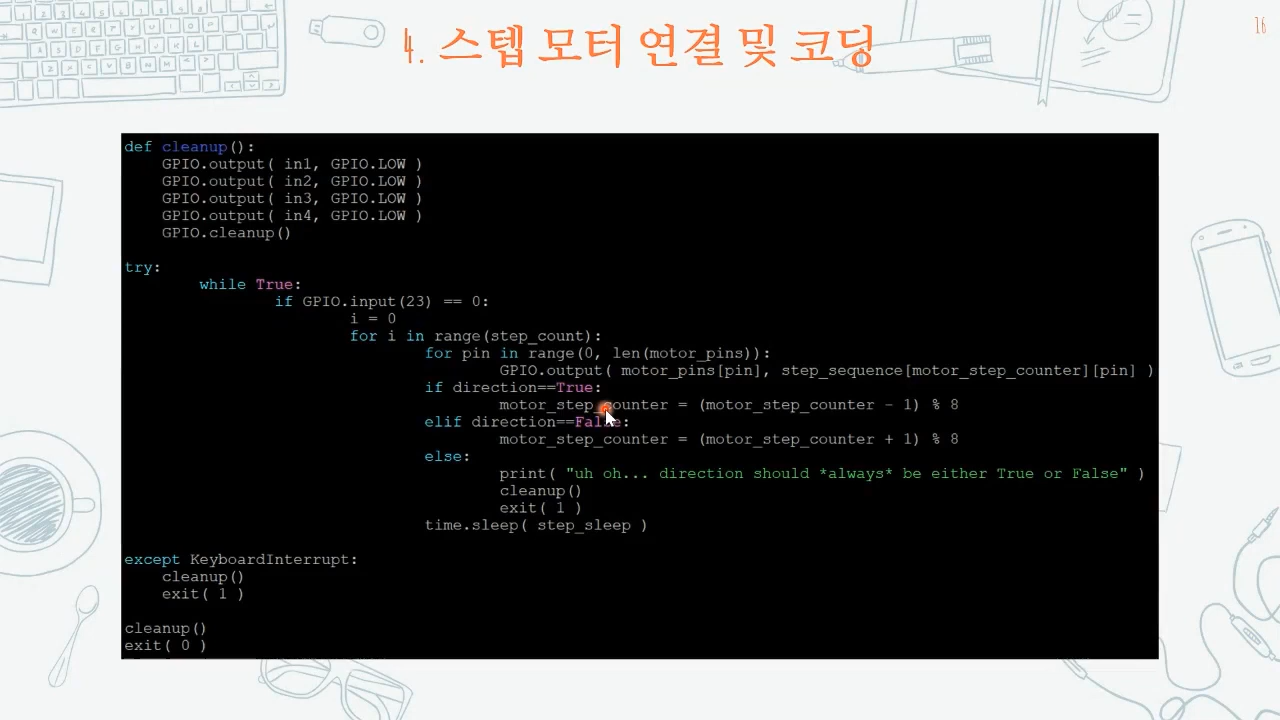 4. 스텝 모터 연결 및 코딩
16
def cleanup():
    GPIO.output( in1, GPIO.LOW )
    GPIO.output( in2, GPIO.LOW )
    GPIO.output( in3, GPIO.LOW )
    GPIO.output( in4, GPIO.LOW )
    GPIO.cleanup()
try:
        while True:
                if GPIO.input(23) == 0:
                        i = 0
                        for i in range(step_count):
                                for pin in range(0, len(motor_pins)):
                                        GPIO.output( motor_pins[pin], step_sequence[motor_step_counter][pin] )
                                if direction==True:
                                        motor_step_counter = (motor_step_counter - 1) % 8
                                elif direction==False:
                                        motor_step_counter = (motor_step_counter + 1) % 8
                                else:
                                        print( "uh oh... direction should *always* be either True or False" )
                                        cleanup()
                                        exit( 1 )
                                time.sleep( step_sleep )
except KeyboardInterrupt:
    cleanup()
    exit( 1 )
cleanup()
exit( 0 )